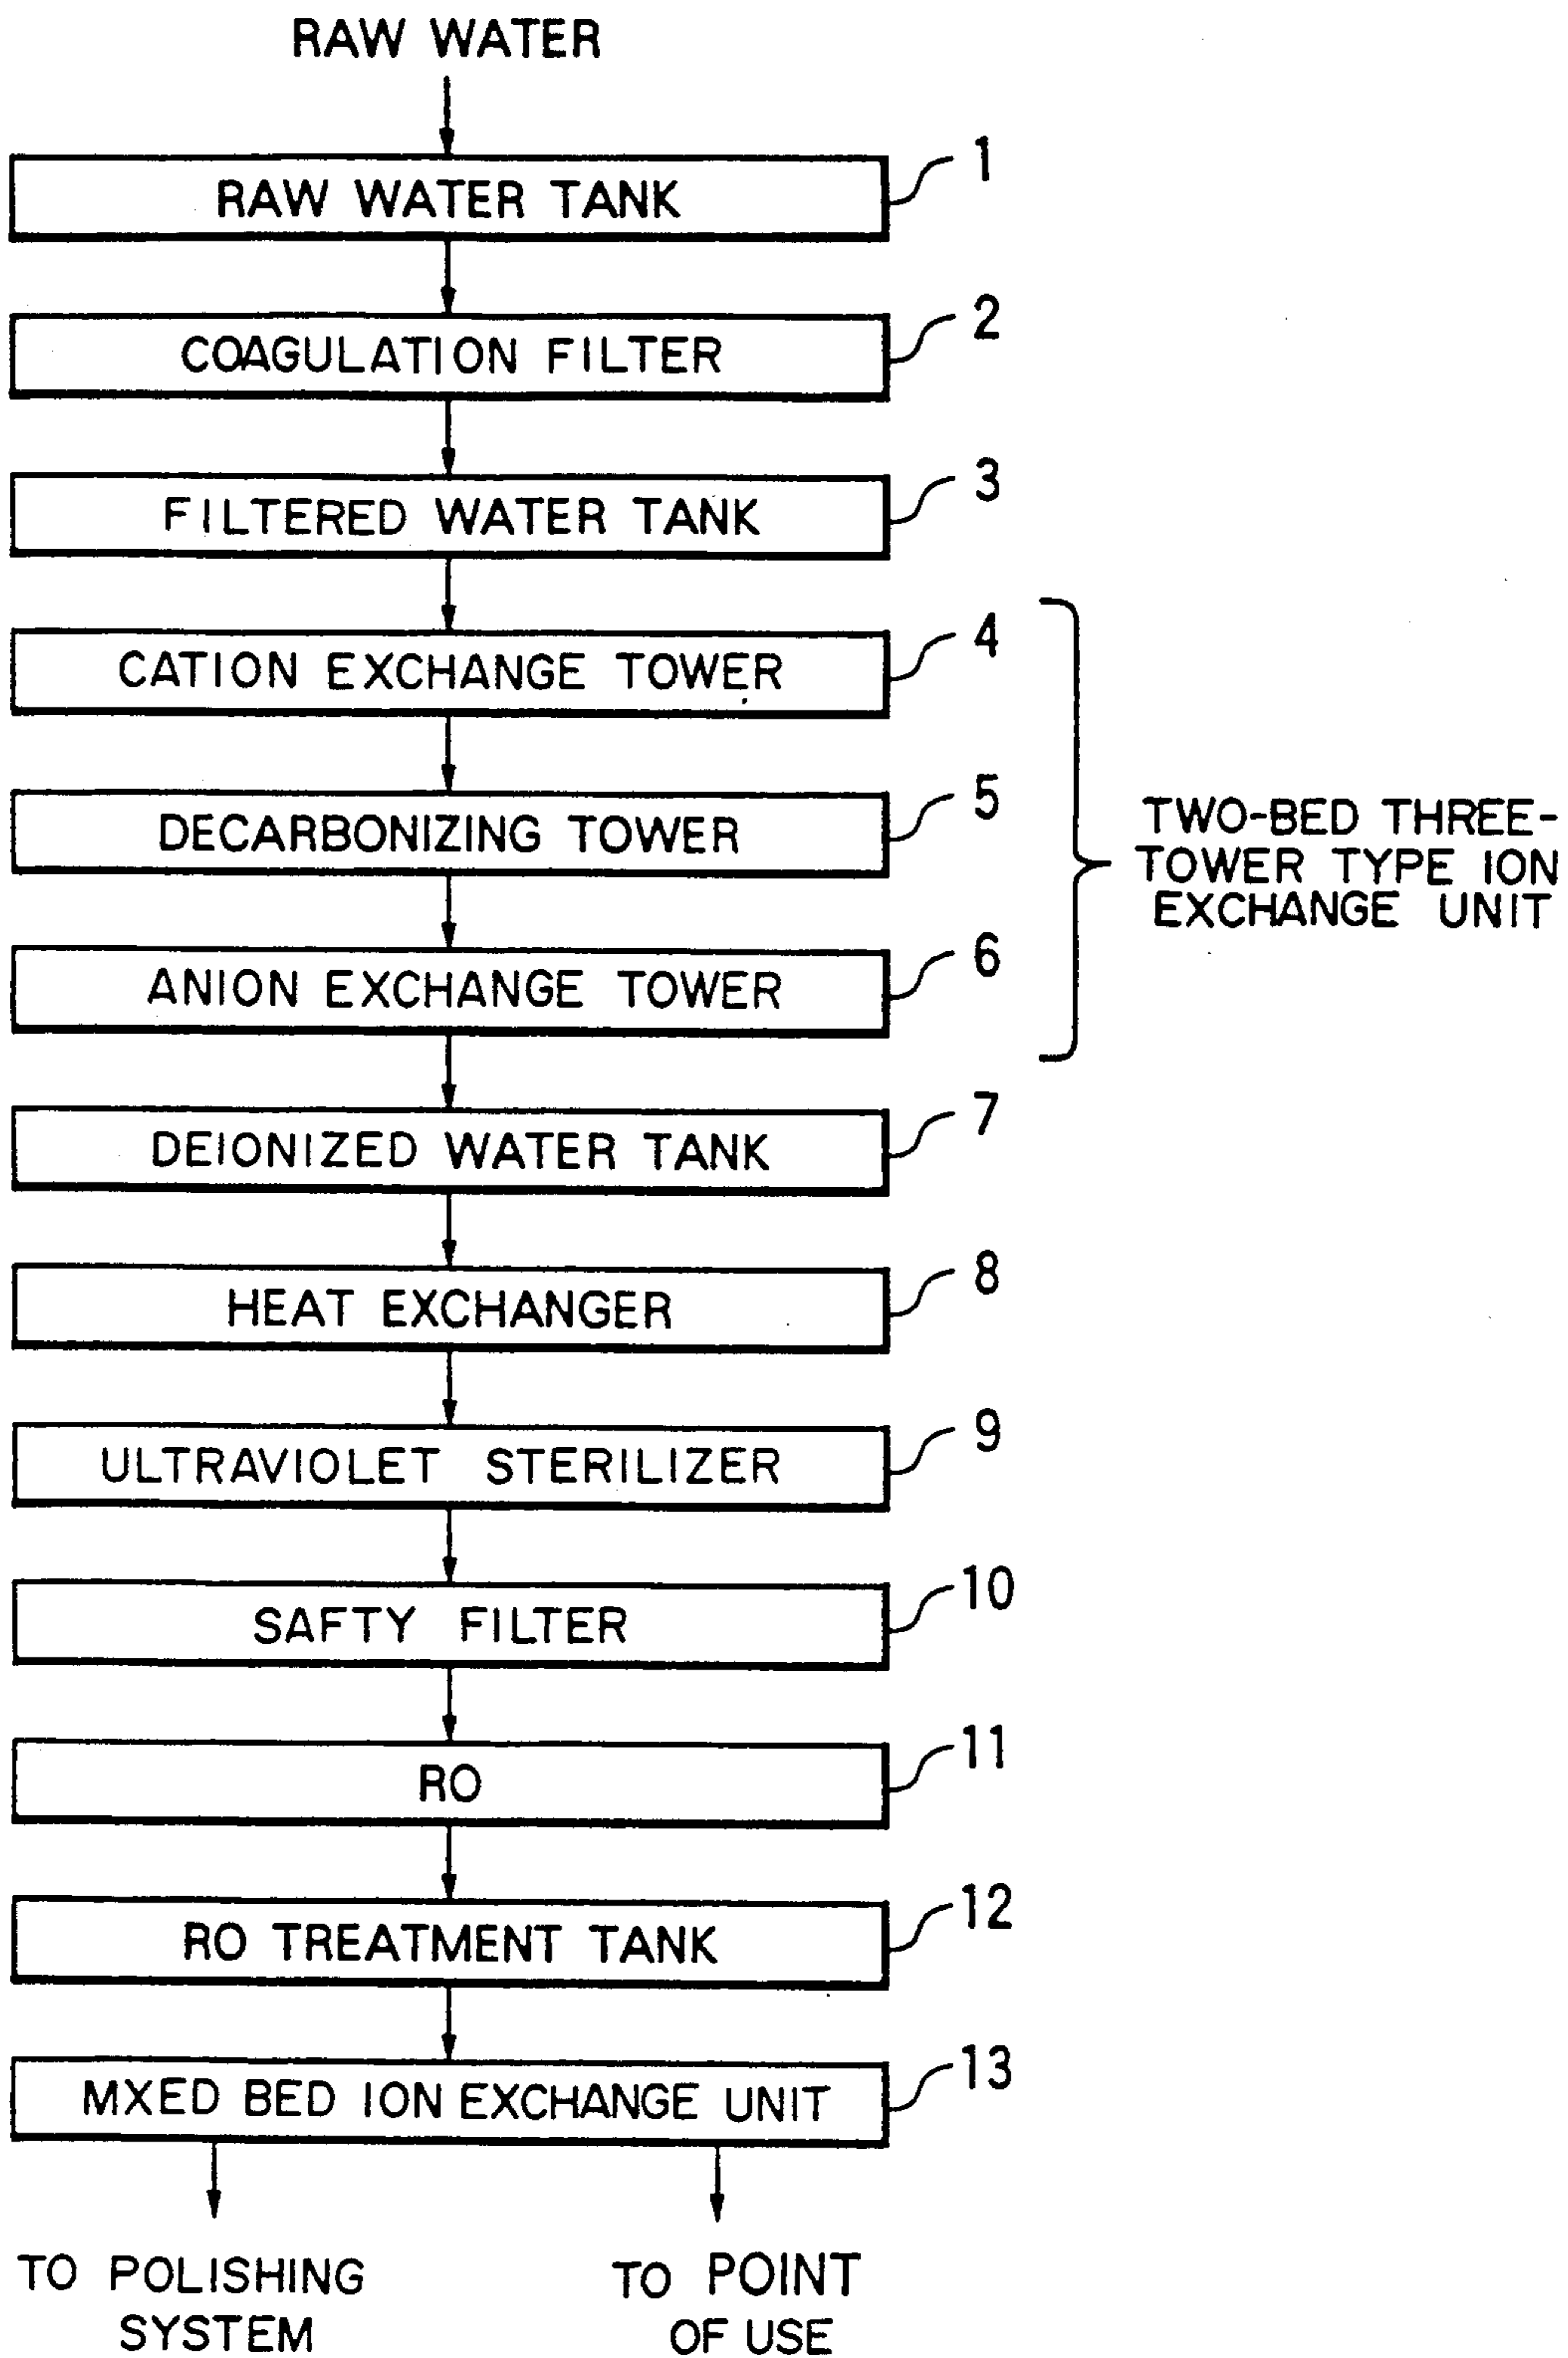 RAW WATER
1
RAW WATER TANK
2
COAGULATION FILTER
3
FILTERED WATER TANK
4
CATION EXCHANGE TOWER
5
DECARBONIZING TOWER
TWO-BED THREE-
TOWER TYPE ION
EXCHANGE UNIT
6
ANION EXCHANGE TOWER
7
DEIONIZED WATER TANK
8
HEAT EXCHANGER
9
ULTRAVIOLET STERILIZER
10
SAFTY FILTER
11
RO
12
RO TREATMENT TANK
13
MXED BED ION EXCHANGE UNIT
TO POLISHING
SYSTEM
TO POINT
OF USE